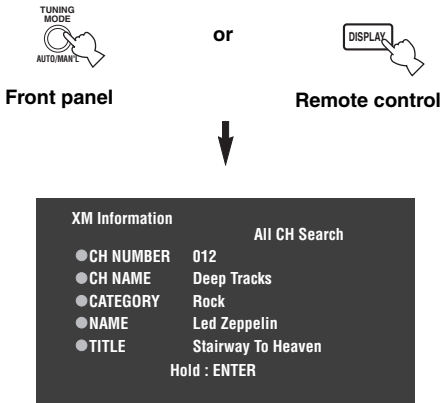 TUNING
MODE
AUTO/MAN'L
or
DISPLAY
Front panel
Remote control
XM Information
All CH Search
CH NUMBER 012
CH NAME Deep Tracks
CATEGORY Rock
NAME Led Zeppelin
TITLE Stairway To Heaven
Hold : ENTER